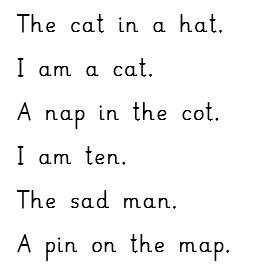 The cat in a hat.
I am a cat.
A nap in the cot.
I am ten.
The sad man.
A pin on the map.